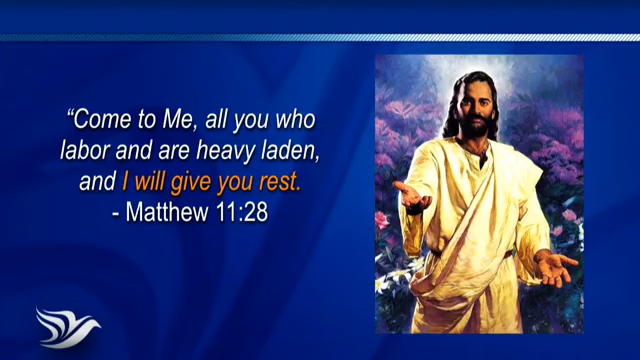 “Come to Me, all you who
labor and are heavy laden,
and I will give you rest.
- Matthew 11:28